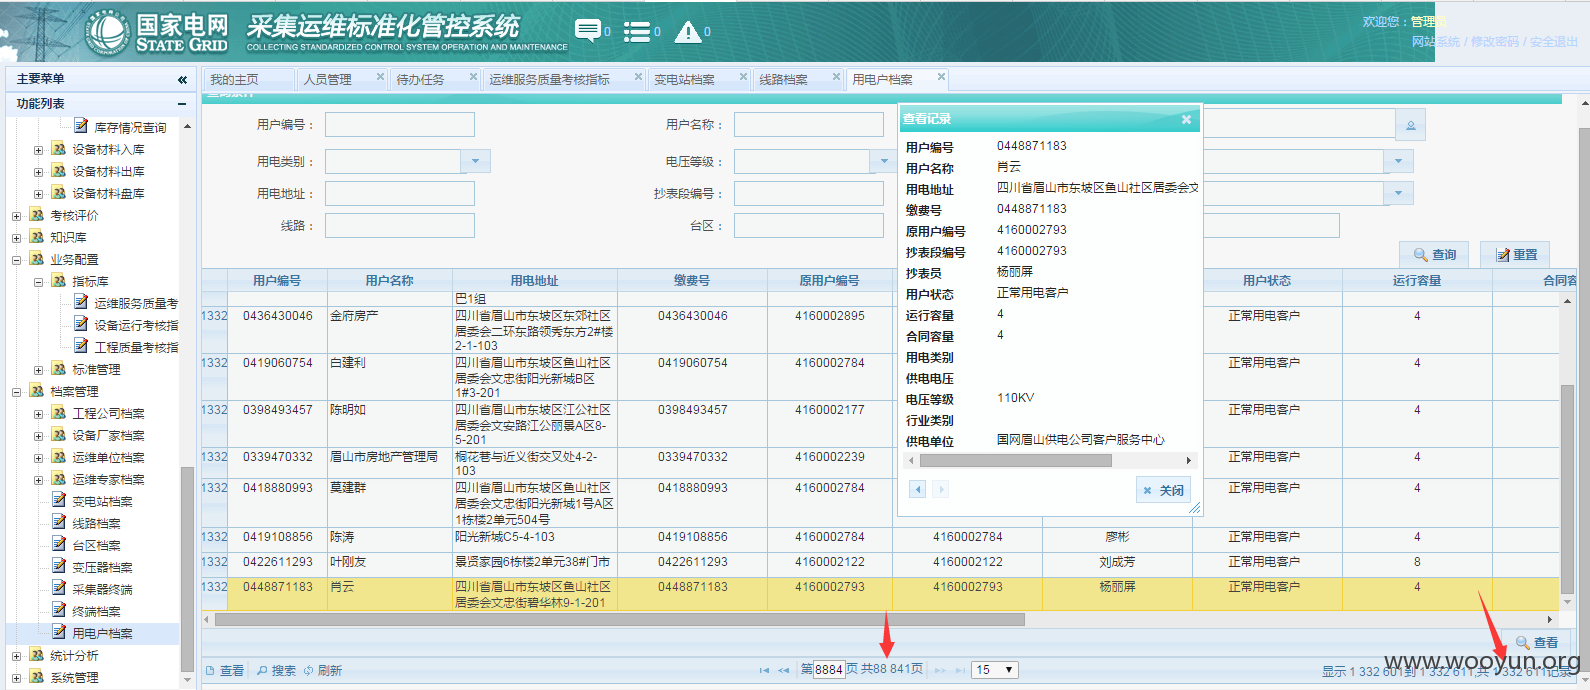 国家电网
STATE GRID
采集运维标准化管控系统
COLLECTING STANDARDIZED CONTROL SYSTEM OPERATION AND MAINTENANCE
0 0 0
欢迎您：管理员
网站系统 / 修改密码 / 安全退出
主要菜单
功能列表
库存情况查询
设备材料入库
设备材料出库
设备材料盘库
考核评价
知识库
业务配置
指标库
运维服务质量考
设备运行考核指
工程质量考核指
标准管理
档案管理
工程公司档案
设备厂家档案
运维单位档案
运维专家档案
变电站档案
线路档案
台区档案
变压器档案
采集器终端
终端档案
用电户档案
统计分析
系统管理
我的主页 人员管理 待办任务 运维服务质量考核指标 变电站档案 线路档案 用电户档案
查询条件
用户编号： 用户名称：
用电类别： 电压等级：
用电地址： 抄表段编号：
线路： 台区：
查询 重置
用户编号 用户名称 用电地址 缴费号 原用户编号 用户状态 运行容量 合同容
巴1组
1332 0436430046 金府房产 四川省眉山市东坡区东郊社区居委会二环东路领秀东方2#楼2-1-103 0436430046 4160002895 正常用电客户 4
1332 0419060754 白建利 四川省眉山市东坡区鱼山社区居委会文忠街阳光新城B区1#3-201 0419060754 4160002784 正常用电客户 4
1332 0398493457 陈明如 四川省眉山市东坡区江公社区居委会文安路江公丽景A区8-5-201 0398493457 4160002177 正常用电客户 4
1332 0339470332 眉山市房地产管理局 桐花巷与近义街交叉处4-2-103 0339470332 4160002239 正常用电客户 4
1332 0418880993 莫建群 四川省眉山市东坡区鱼山社区居委会文忠街阳光新城1号A区1栋楼2单元504号 0418880993 4160002784 正常用电客户 4
1332 0419108856 陈涛 阳光新城C5-4-103 0419108856 4160002784 4160002784 廖彬 正常用电客户 4
1332 0422611293 叶刚友 景贤家园6栋楼2单元38#门市 0422611293 4160002122 4160002122 刘成芳 正常用电客户 8
1332 0448871183 肖云 四川省眉山市东坡区鱼山社区居委会文忠街碧华林9-1-201 0448871183 4160002793 4160002793 杨丽屏 正常用电客户 4
查看记录
用户编号 0448871183
用户名称 肖云
用电地址 四川省眉山市东坡区鱼山社区居委会文
缴费号 0448871183
原用户编号 4160002793
抄表段编号 4160002793
抄表员 杨丽屏
用户状态 正常用电客户
运行容量 4
合同容量 4
用电类别
供电电压
电压等级 110KV
行业类别
供电单位 国网眉山供电公司客户服务中心
关闭
查看
查看 搜索 刷新
第 8884 页 共88 841页 15
显示 1 332 601到 1 332 611,共 1 332 611记录
www.wooyun.org